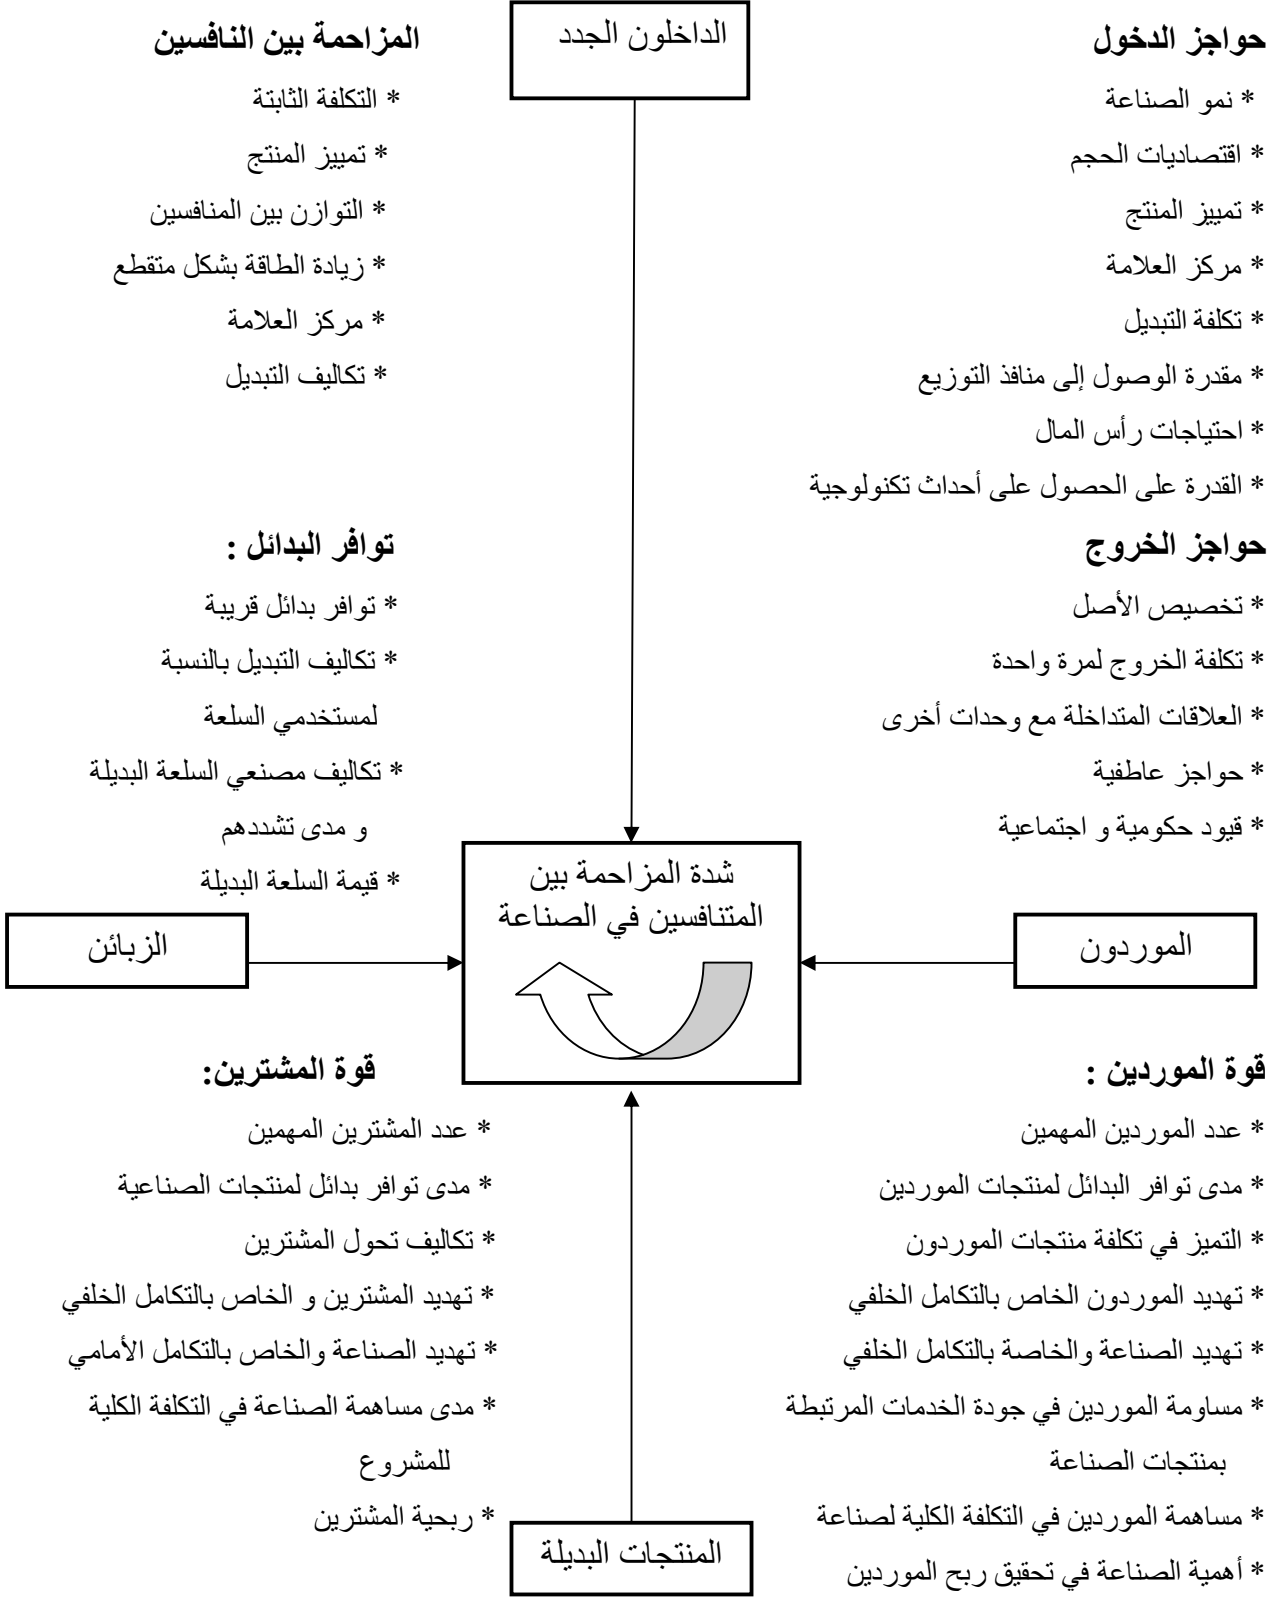 الداخلون الجدد
حواجز الدخول
* نمو الصناعة
* اقتصاديات الحجم
* تمييز المنتج
* مركز العلامة
* تكلفة التبديل
* مقدرة الوصول إلى منافذ التوزيع
* احتياجات رأس المال
* القدرة على الحصول على أحداث تكنولوجية
المزاحمة بين النافسين
* التكلفة الثابتة
* تمييز المنتج
* التوازن بين المنافسين
* زيادة الطاقة بشكل متقطع
* مركز العلامة
* تكاليف التبديل
حواجز الخروج
* تخصيص الأصل
* تكلفة الخروج لمرة واحدة
* العلاقات المتداخلة مع وحدات أخرى
* حواجز عاطفية
* قيود حكومية و اجتماعية
توافر البدائل :
* توافر بدائل قريبة
* تكاليف التبديل بالنسبة
لمستخدمي السلعة
* تكاليف مصنعي السلعة البديلة
و مدى تشددهم
* قيمة السلعة البديلة
الموردون
شدة المزاحمة بين
المتنافسين في الصناعة
الزبائن
قوة الموردين :
* عدد الموردين المهمين
* مدى توافر البدائل لمنتجات الموردين
* التميز في تكلفة منتجات الموردون
* تهديد الموردون الخاص بالتكامل الخلفي
* تهديد الصناعة والخاصة بالتكامل الخلفي
* مساومة الموردين في جودة الخدمات المرتبطة
بمنتجات الصناعة
* مساهمة الموردين في التكلفة الكلية لصناعة
* أهمية الصناعة في تحقيق ربح الموردين
قوة المشترين:
* عدد المشترين المهمين
* مدى توافر بدائل لمنتجات الصناعية
* تكاليف تحول المشترين
* تهديد المشترين و الخاص بالتكامل الخلفي
* تهديد الصناعة والخاص بالتكامل الأمامي
* مدى مساهمة الصناعة في التكلفة الكلية
للمشروع
* ربحية المشترين
المنتجات البديلة